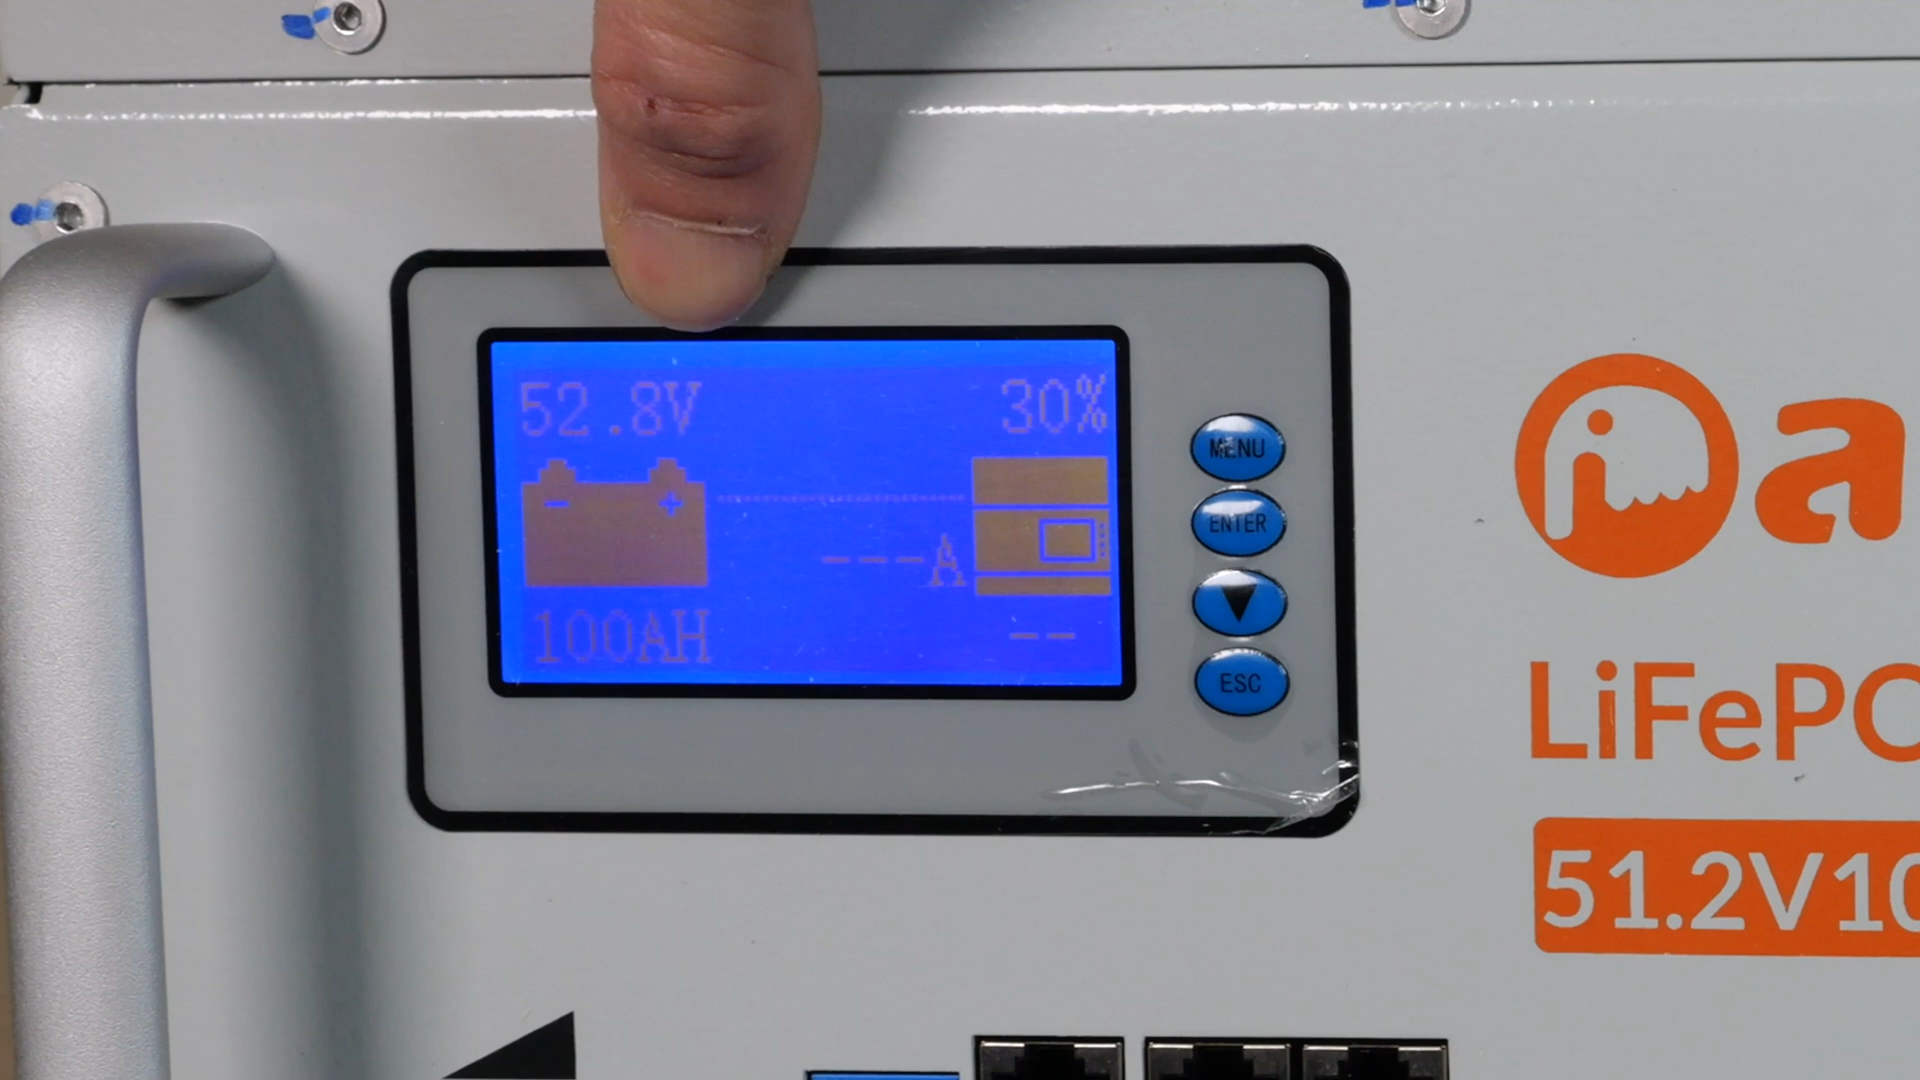 52.8V 30%
- +
---A
100AH --
MENU
ENTER
ESC
a
LiFePO
51.2V10